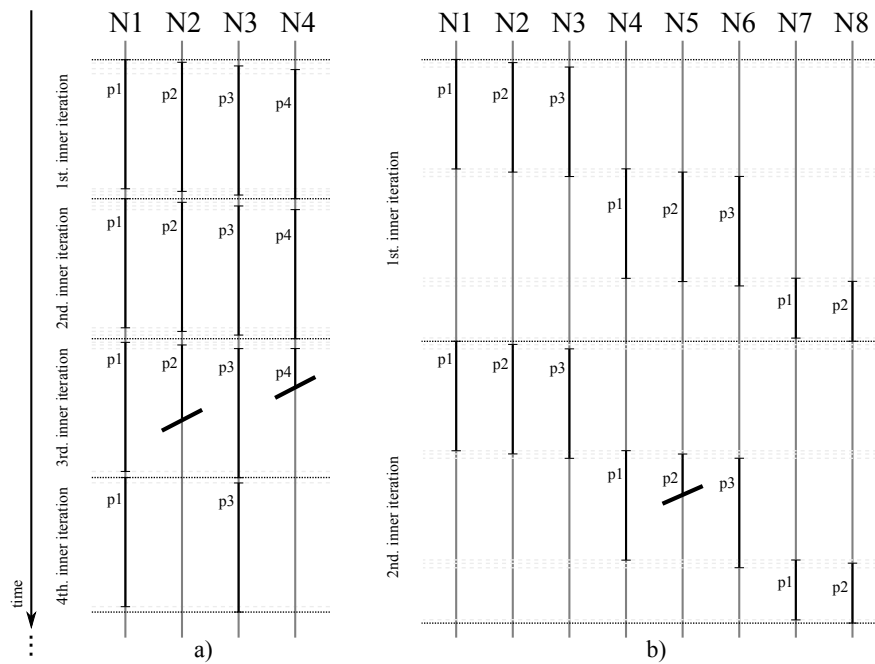 N1 N2 N3 N4
p1 p2 p3 p4
1st. inner iteration
p1 p2 p3 p4
2nd. inner iteration
p1 p2 p3 p4
3rd. inner iteration
p1 p3
4th. inner iteration
time
...
a)
N1 N2 N3 N4 N5 N6 N7 N8
p1 p2 p3
1st. inner iteration
p1 p2 p3
p1 p2
p1 p2 p3
p1 p2 p3
2nd. inner iteration
p1 p2
b)